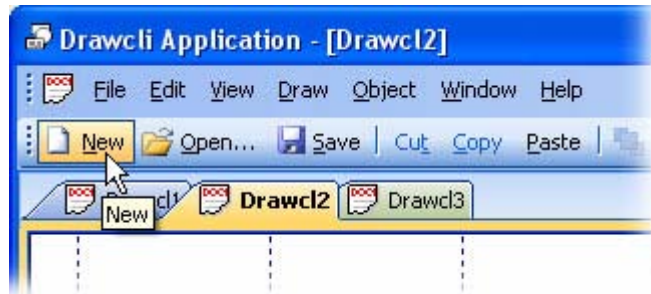 Drawcli Application - [Drawcl2]
File Edit View Draw Object Window Help
New Open... Save Cut Copy Paste
Drawcl2 Drawcl3
New